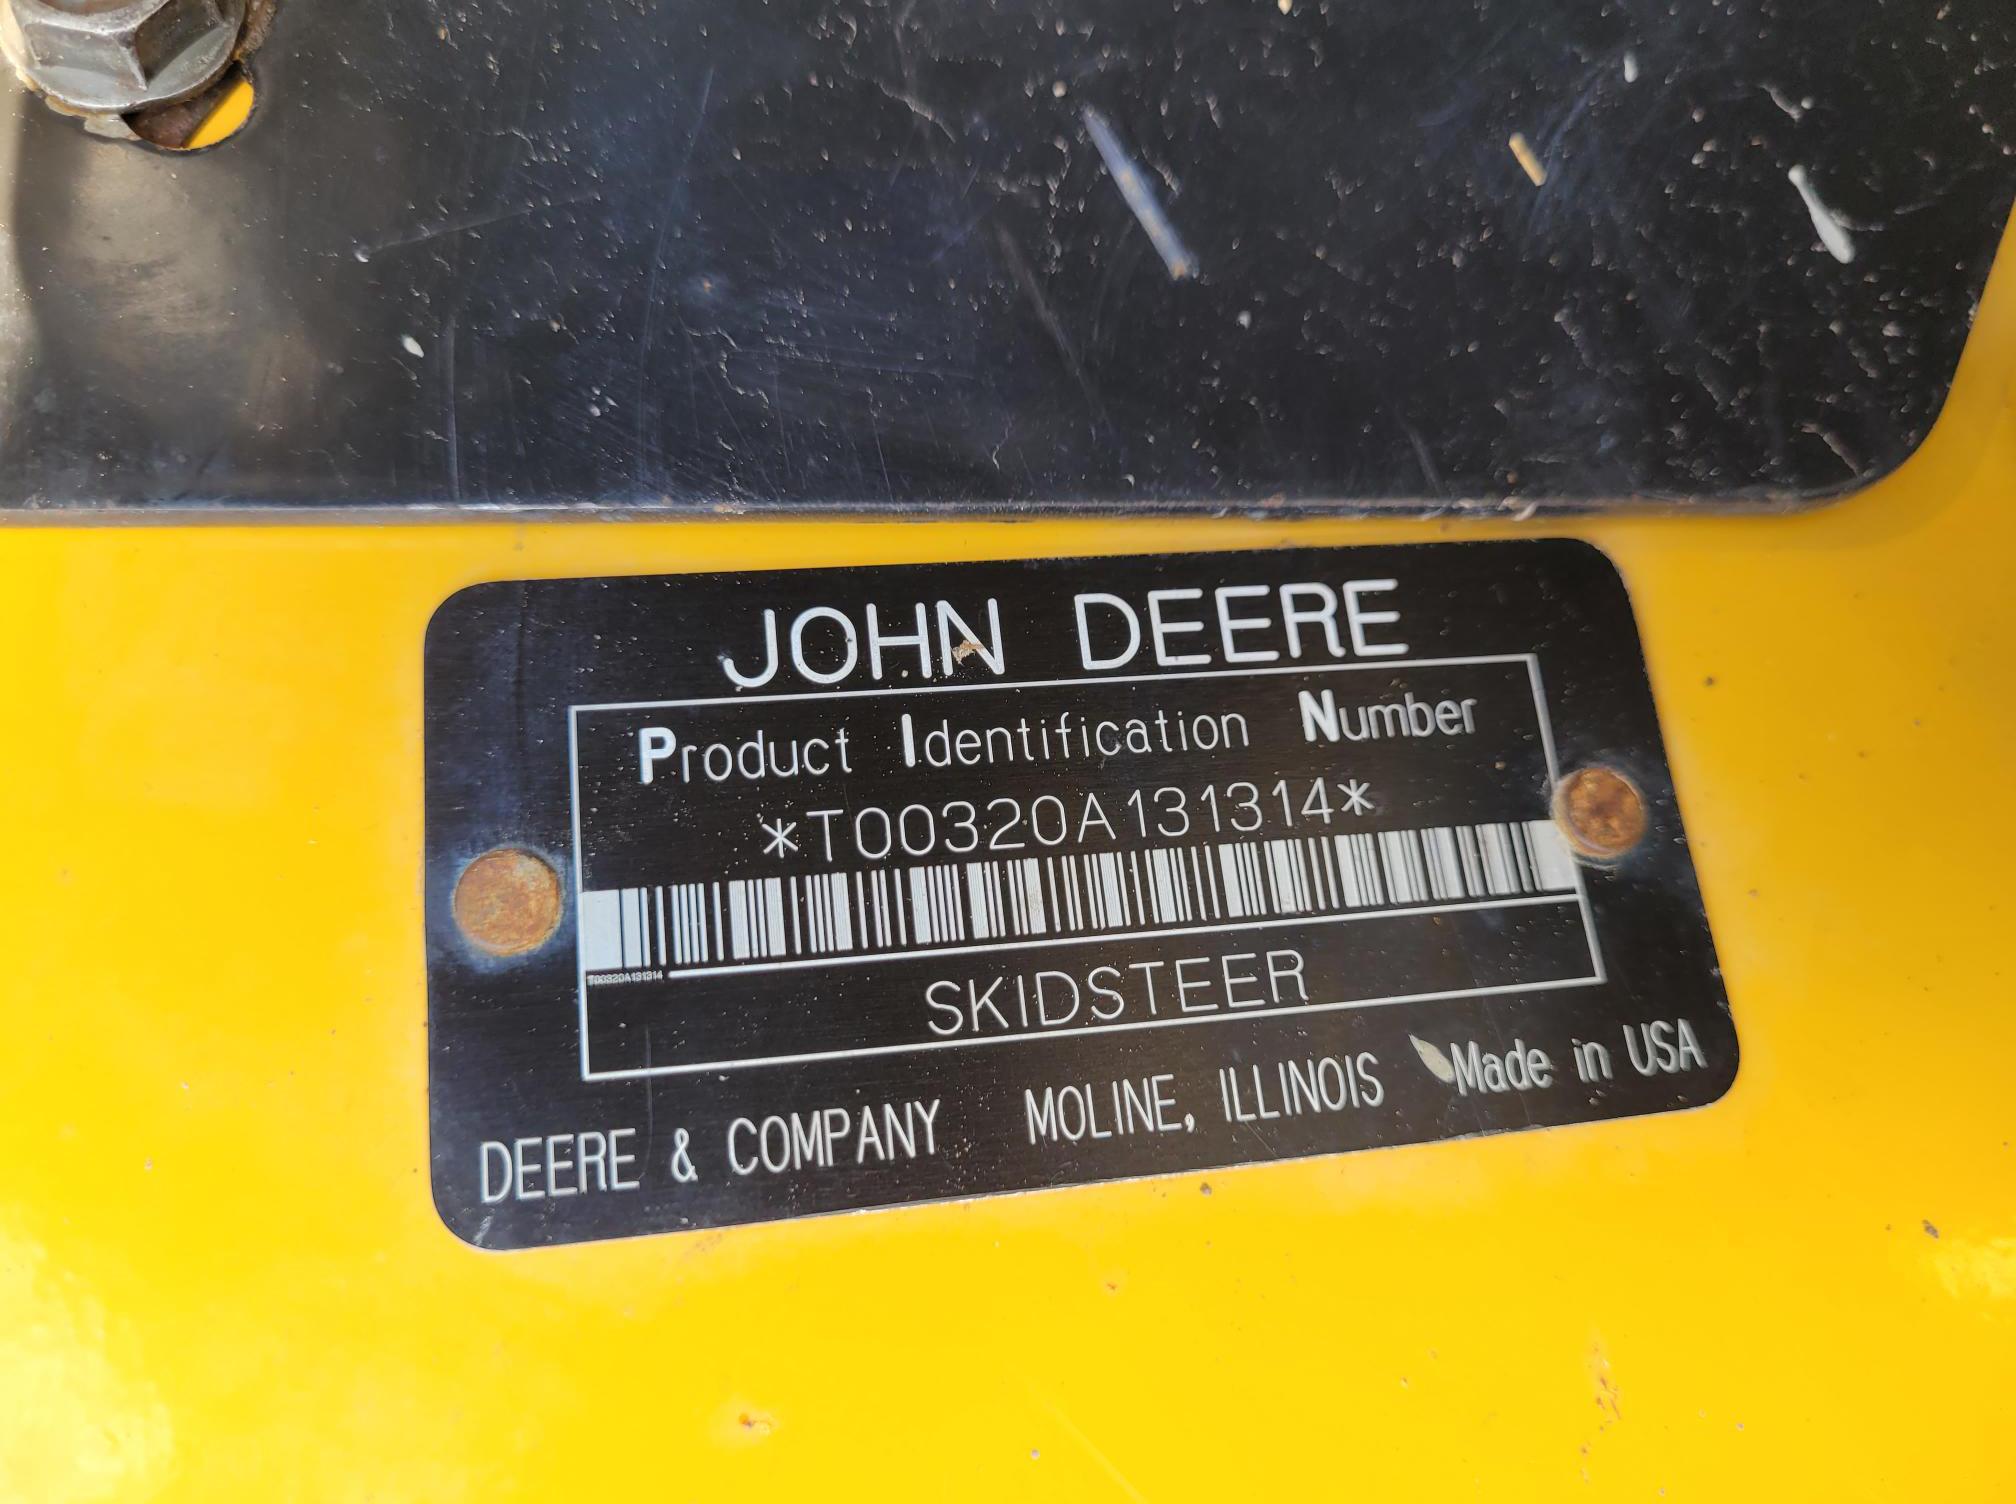 JOHN DEERE
Product Identification Number
*T00320A131314*
T00320A131314
SKIDSTEER
DEERE & COMPANY MOLINE, ILLINOIS Made in USA